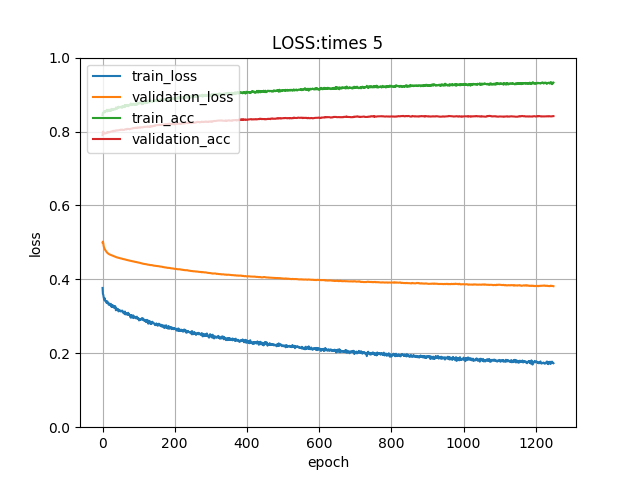 LOSS:times 5
1.0
0.8
0.6
0.4
0.2
0.0
loss
train_loss
validation_loss
train_acc
validation_acc
0 200 400 600 800 1000 1200
epoch